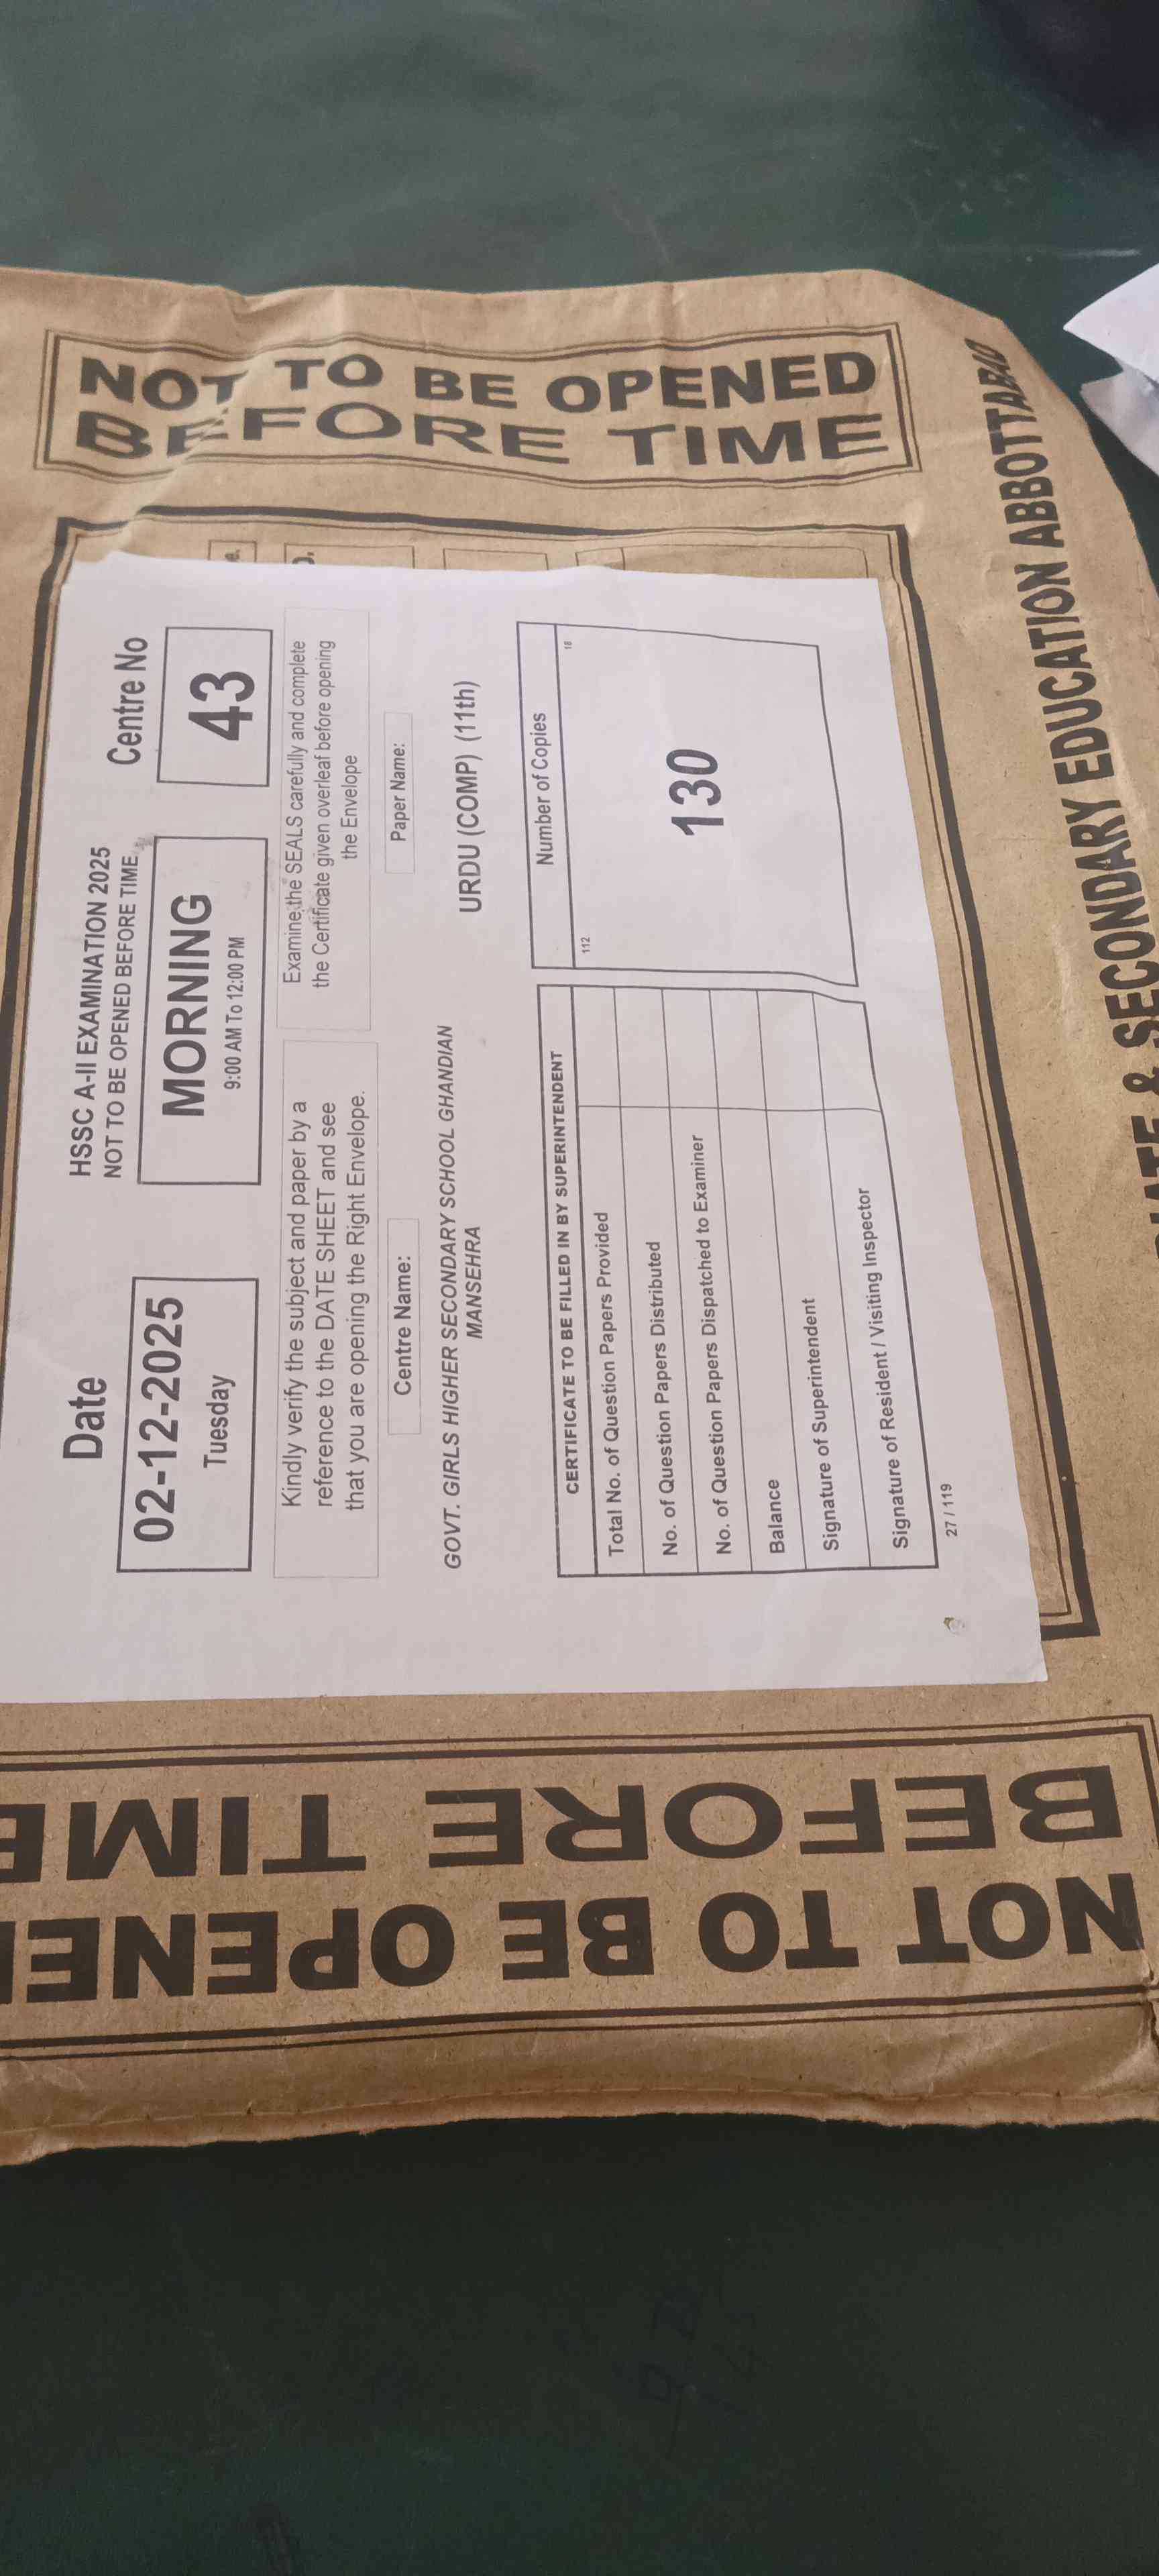 NOT TO BE OPENED
BEFORE TIME
HSSC A-II EXAMINATION 2025
NOT TO BE OPENED BEFORE TIME
Date
Centre No
02-12-2025
Tuesday
MORNING
9:00 AM To 12:00 PM
43
Kindly verify the subject and paper by a
reference to the DATE SHEET and see
that you are opening the Right Envelope.
Examine the SEALS carefully and complete
the Certificate given overleaf before opening
the Envelope
Centre Name:
Paper Name:
GOVT. GIRLS HIGHER SECONDARY SCHOOL GHANDIAN
MANSEHRA
URDU (COMP) (11th)
CERTIFICATE TO BE FILLED IN BY SUPERINTENDENT
Total No. of Question Papers Provided
No. of Question Papers Distributed
No. of Question Papers Dispatched to Examiner
Balance
Signature of Superintendent
Signature of Resident / Visiting Inspector
Number of Copies
112
18
130
27 / 119
& SECONDARY EDUCATION ABBOTTABAD
NOT TO BE OPENE
BEFORE TIME